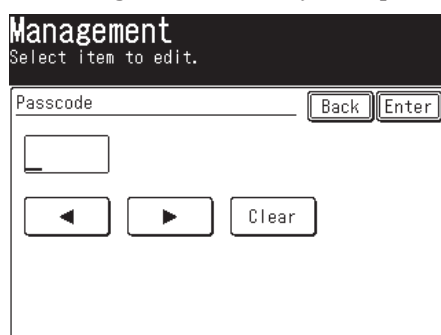 Management
Select item to edit.
Passcode
Back Enter
Clear